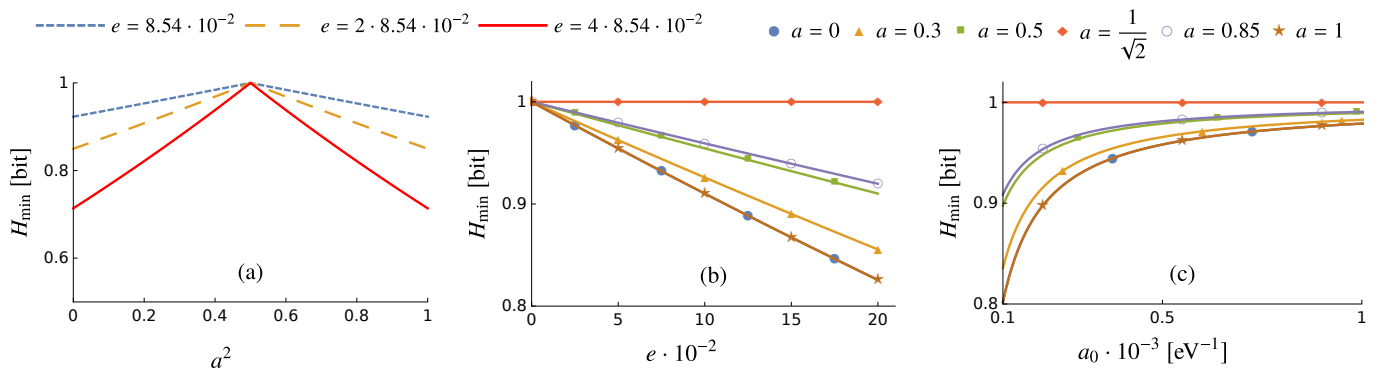 e = 8.54 · 10⁻² e = 2 · 8.54 · 10⁻² e = 4 · 8.54 · 10⁻²
a = 0 a = 0.3 a = 0.5 a = 1/√2 a = 0.85 a = 1
H_min [bit]
1
0.8
0.6
(a)
0 0.2 0.4 0.6 0.8 1
a²
H_min [bit]
1
0.9
0.8
(b)
0 5 10 15 20
e · 10⁻²
H_min [bit]
1
0.9
0.8
(c)
0.1 0.5 1
a₀ · 10⁻³ [eV⁻¹]